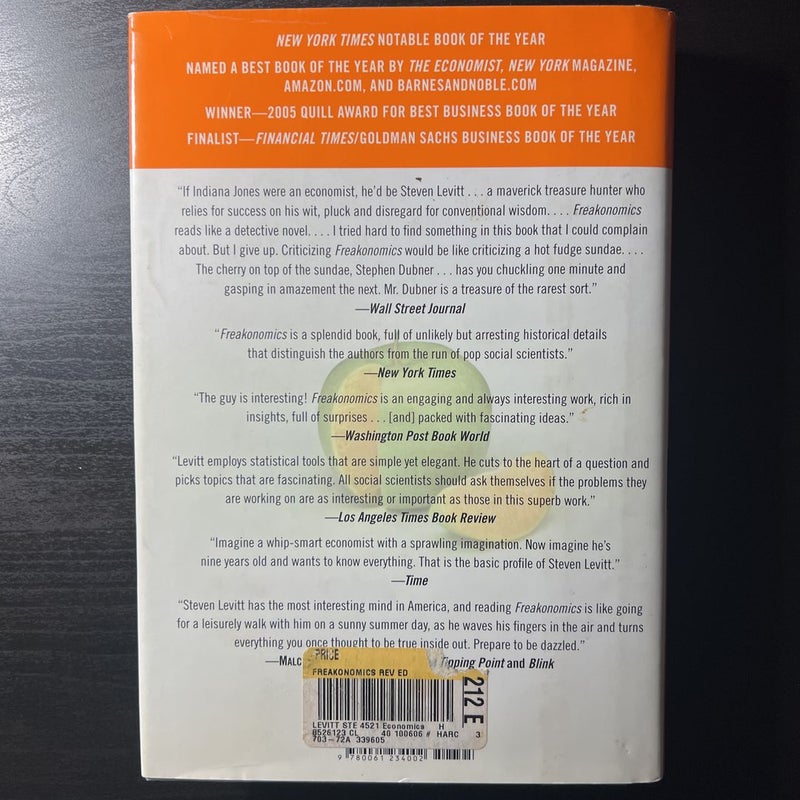 NEW YORK TIMES NOTABLE BOOK OF THE YEAR
NAMED A BEST BOOK OF THE YEAR BY THE ECONOMIST, NEW YORK MAGAZINE,
AMAZON.COM, AND BARNESANDNOBLE.COM
WINNER—2005 QUILL AWARD FOR BEST BUSINESS BOOK OF THE YEAR
FINALIST—FINANCIAL TIMES/GOLDMAN SACHS BUSINESS BOOK OF THE YEAR
“If Indiana Jones were an economist, he’d be Steven Levitt . . . a maverick treasure hunter who
relies for success on his wit, pluck and disregard for conventional wisdom. . . . Freakonomics
reads like a detective novel. . . . I tried hard to find something in this book that I could complain
about. But I give up. Criticizing Freakonomics would be like criticizing a hot fudge sundae. . . .
The cherry on top of the sundae, Stephen Dubner . . . has you chuckling one minute and
gasping in amazement the next. Mr. Dubner is a treasure of the rarest sort.”
—Wall Street Journal
“Freakonomics is a splendid book, full of unlikely but arresting historical details
that distinguish the authors from the run of pop social scientists.”
—New York Times
“The guy is interesting! Freakonomics is an engaging and always interesting work, rich in
insights, full of surprises . . . [and] packed with fascinating ideas.”
—Washington Post Book World
“Levitt employs statistical tools that are simple yet elegant. He cuts to the heart of a question and
picks topics that are fascinating. All social scientists should ask themselves if the problems they
are working on are as interesting or important as those in this superb work.”
—Los Angeles Times Book Review
“Imagine a whip-smart economist with a sprawling imagination. Now imagine he’s
nine years old and wants to know everything. That is the basic profile of Steven Levitt.”
—Time
“Steven Levitt has the most interesting mind in America, and reading Freakonomics is like going
for a leisurely walk with him on a sunny summer day, as he waves his fingers in the air and turns
everything you once thought to be true inside out. Prepare to be dazzled.”
—MALC Tipping Point and Blink
PRICE
FREAKONOMICS REV ED
212 E
LEVITT STE 4521 Economics H
0526123 CL 40 100606 # HARC 3
703-72A 339605
9 780061 234002